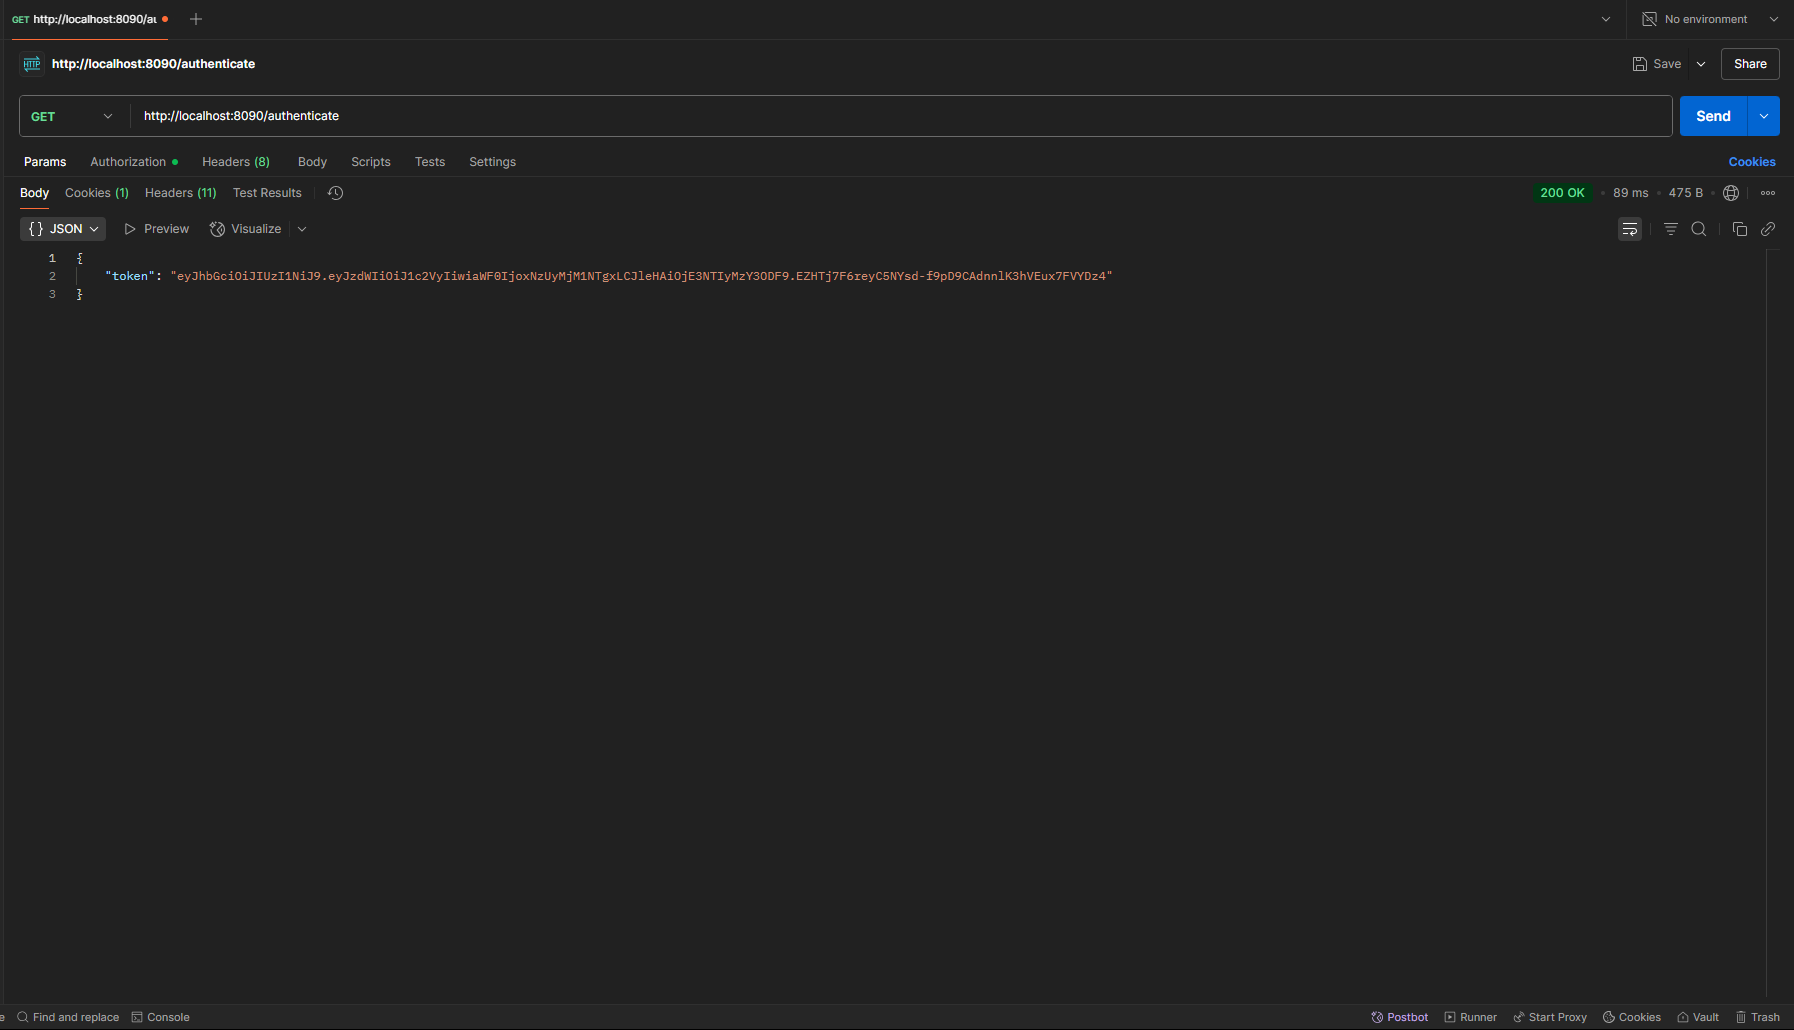 GET http://localhost:8090/au
No environment
HTTP http://localhost:8090/authenticate
Save
Share
GET http://localhost:8090/authenticate
Send
Params Authorization Headers (8) Body Scripts Tests Settings
Cookies
Body Cookies (1) Headers (11) Test Results
200 OK • 89 ms • 475 B
{} JSON Preview Visualize
1 {
2 "token": "eyJhbGciOiJIUzI1NiJ9.eyJzdWIiOiJ1c2VyIiwiaWF0IjoxNzUyMjM1NTgxLCJleHAiOjE3NTIyMzY3ODF9.EZHTj7F6reyC5NYsd-f9pD9CAdnnlK3hVEux7FVYDz4"
3 }
e Find and replace Console
Postbot Runner Start Proxy Cookies Vault Trash